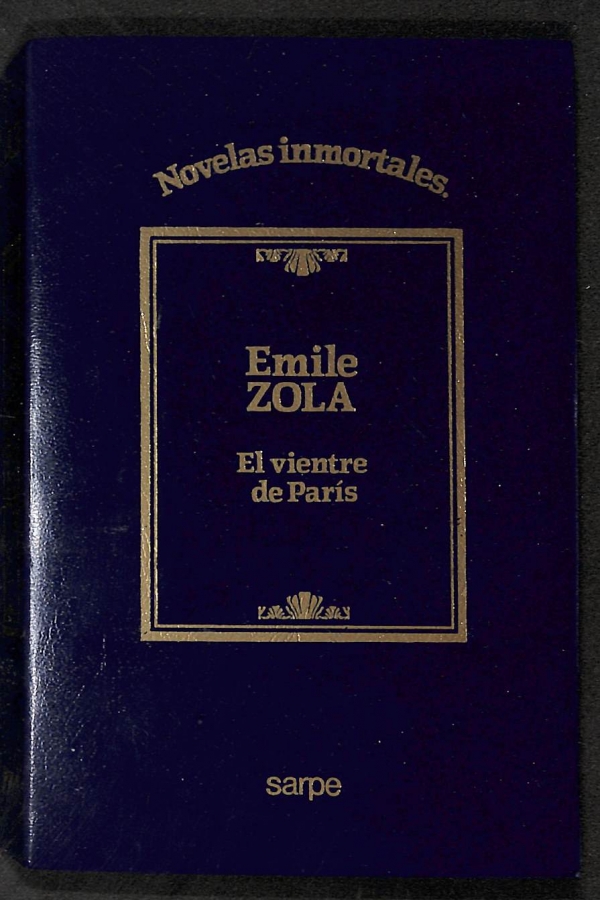 Novelas inmortales.
Emile
ZOLA
El vientre
de París
sarpe